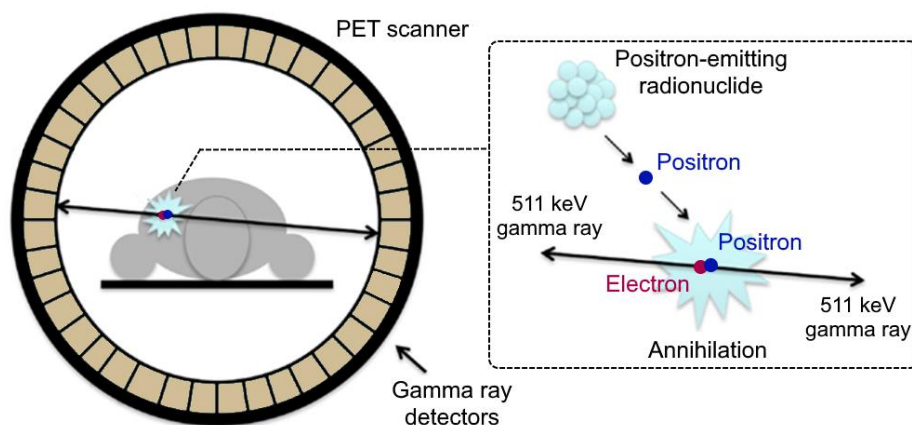 PET scanner
Gamma ray
detectors
Positron-emitting
radionuclide
Positron
511 keV
gamma ray
Positron
Electron
511 keV
gamma ray
Annihilation